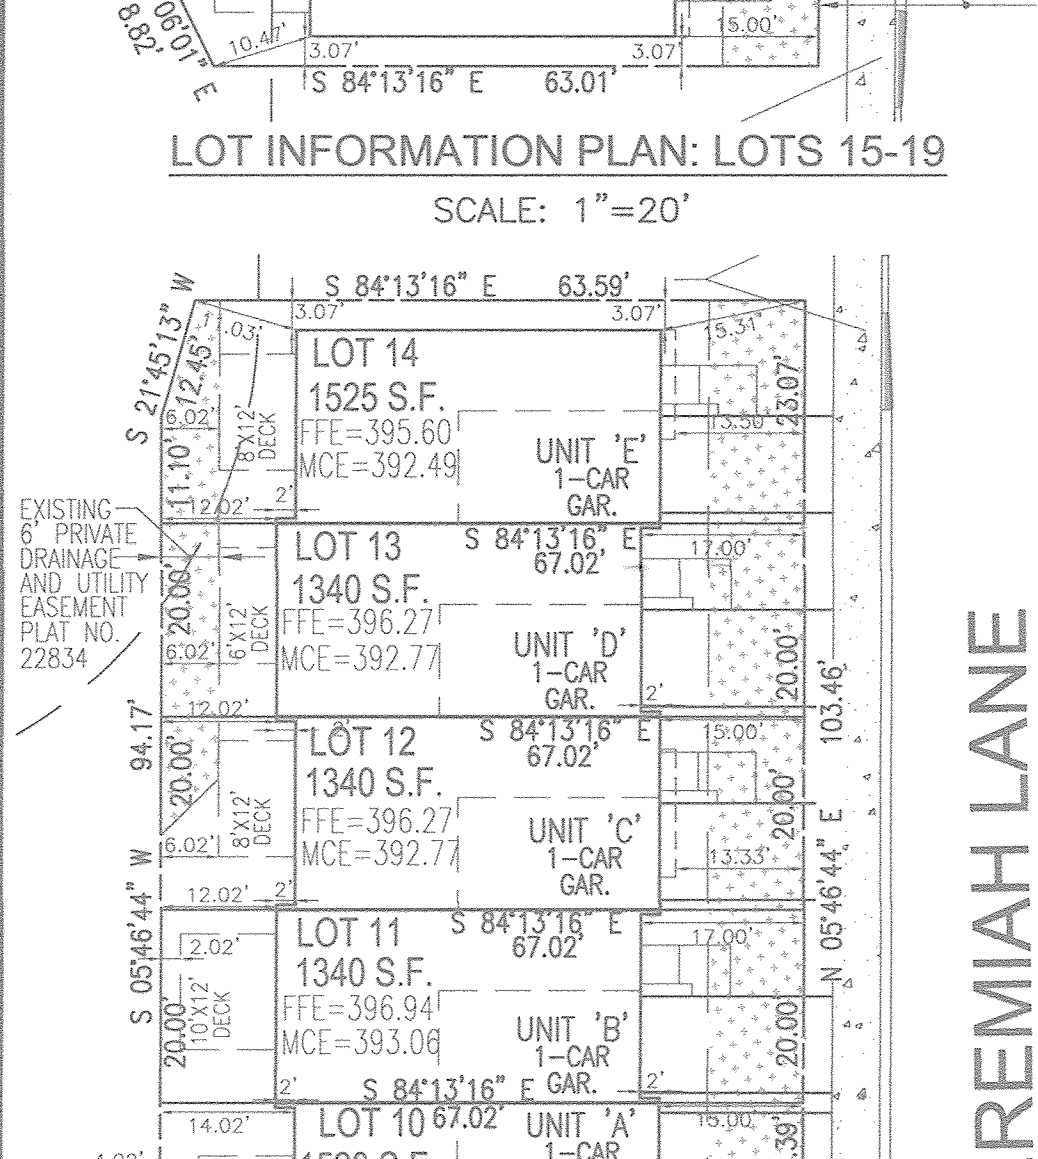 06'01" E
8.82'
10.47'
3.07'
3.07'
15.00'
S 84°13'16" E 63.01'
LOT INFORMATION PLAN: LOTS 15-19
SCALE: 1"=20'
S 84°13'16" E 63.59'
S 21°45'13" W
12.45'
3.07'
3.07'
15.31'
LOT 14
1525 S.F.
FFE=395.60
MCE=392.49
UNIT 'E'
1-CAR
GAR.
23.07'
13.50'
6.02'
8'X12'
DECK
11.10'
12.02'
2'
EXISTING
6' PRIVATE
DRAINAGE
AND UTILITY
EASEMENT
PLAT NO.
22834
S 84°13'16" E
67.02'
LOT 13
1340 S.F.
FFE=396.27
MCE=392.77
UNIT 'D'
1-CAR
GAR.
17.00'
20.00'
6'X12'
DECK
6.02'
20.00'
2'
12.02'
103.46'
94.17'
S 84°13'16" E
67.02'
LOT 12
1340 S.F.
FFE=396.27
MCE=392.77
UNIT 'C'
1-CAR
GAR.
15.00'
20.00'
8'X12'
DECK
6.02'
20.00'
13.33'
12.02'
2'
S 05°46'44" W
N 05°46'44" E
S 84°13'16" E
67.02'
LOT 11
1340 S.F.
FFE=396.94
MCE=393.06
UNIT 'B'
1-CAR
GAR.
17.00'
2.02'
10'X12'
DECK
20.00'
20.00'
2'
2'
S 84°13'16" E
67.02'
LOT 10
UNIT 'A'
1-CAR
14.02'
15.00'
.39'
REMIAH LANE